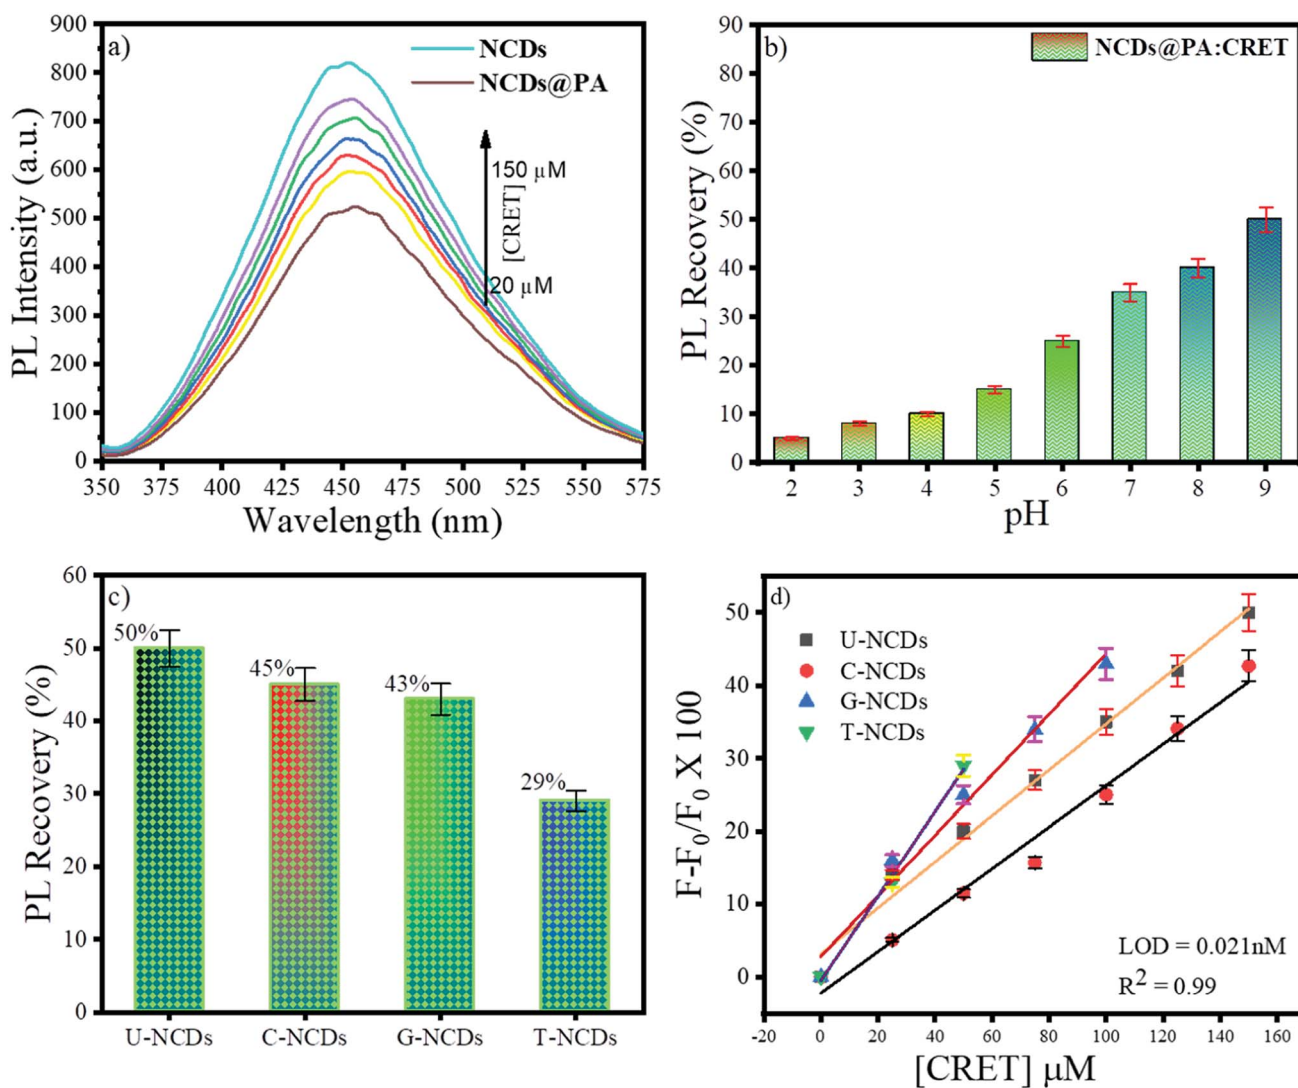 a)
NCDs
NCDs@PA
150 µM
[CRET]
20 µM
PL Intensity (a.u.)
900
800
700
600
500
400
300
200
100
0
350 375 400 425 450 475 500 525 550 575
Wavelength (nm)
b)
NCDs@PA:CRET
PL Recovery (%)
90
80
70
60
50
40
30
20
10
0
2 3 4 5 6 7 8 9
pH
c)
PL Recovery (%)
60
50
40
30
20
10
0
50%
45%
43%
29%
U-NCDs C-NCDs G-NCDs T-NCDs
d)
U-NCDs
C-NCDs
G-NCDs
T-NCDs
F-F₀/F₀ X 100
50
40
30
20
10
0
LOD = 0.021nM
R² = 0.99
-20 0 20 40 60 80 100 120 140 160
[CRET] µM